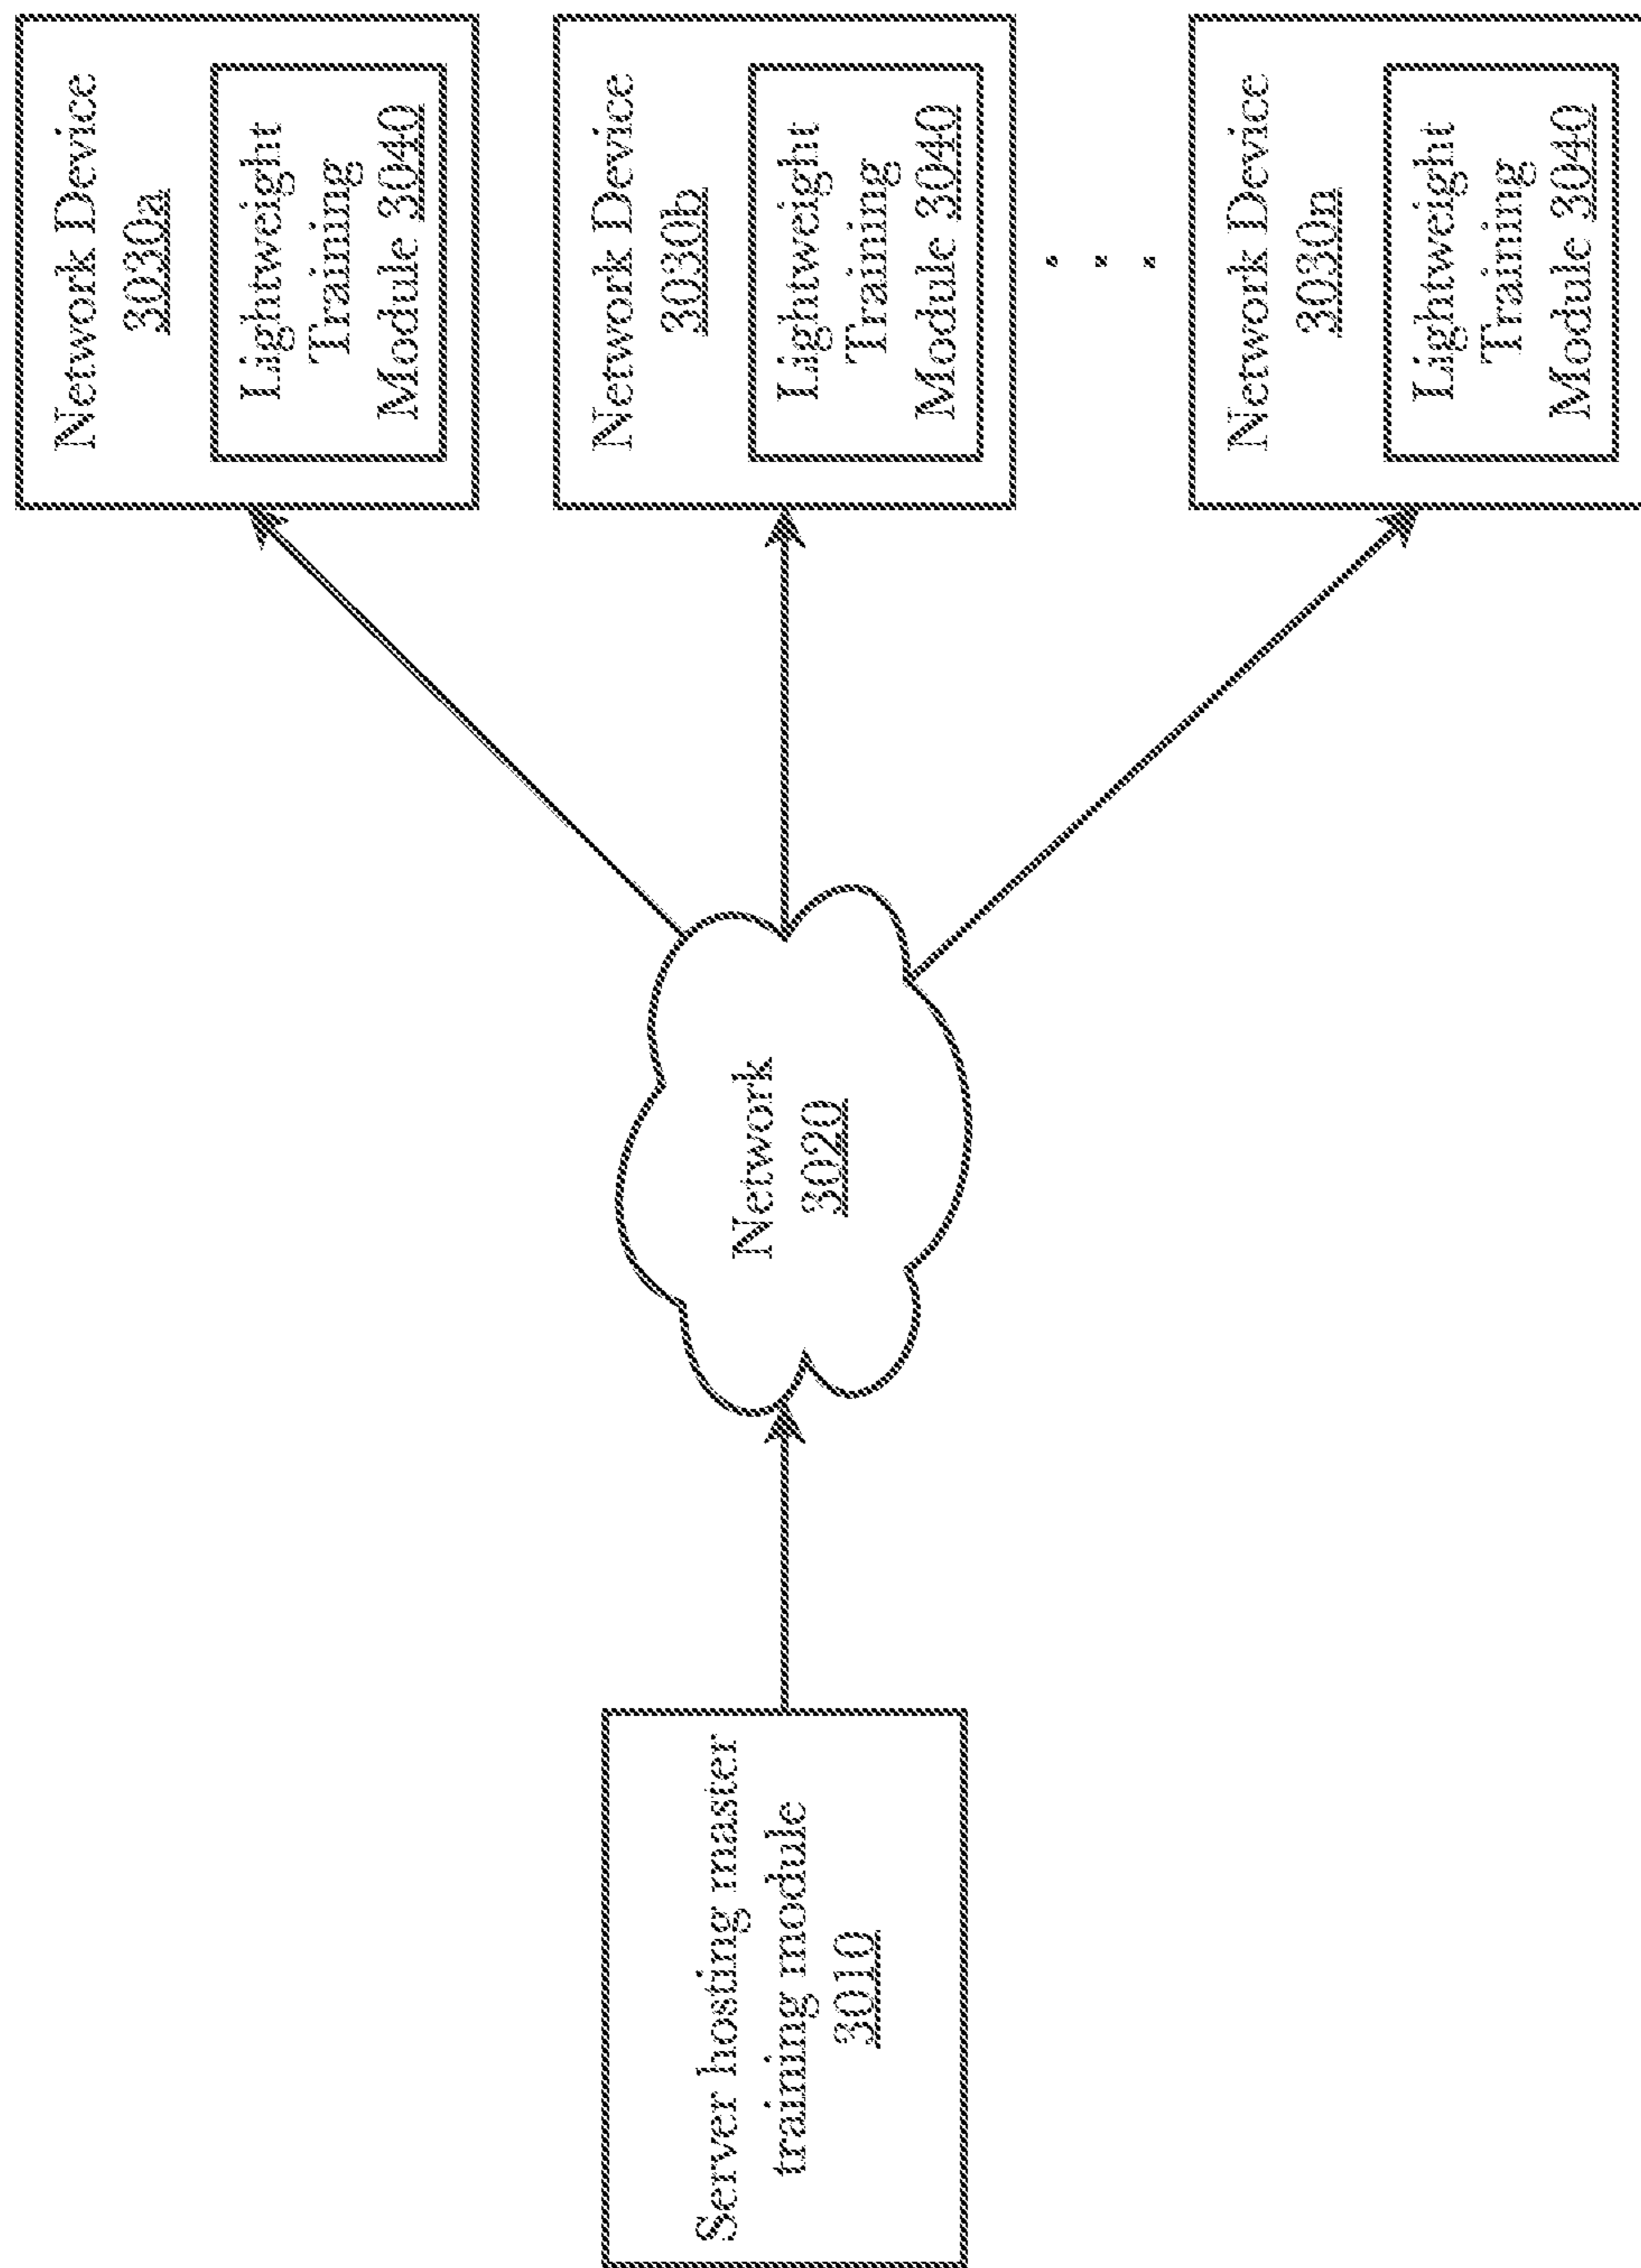 Server hosting master
training module
3010
Network
3020
Network Device
3030a
Lightweight
Training
Module 3040
Network Device
3030b
Lightweight
Training
Module 3040
Network Device
3030n
Lightweight
Training
Module 3040